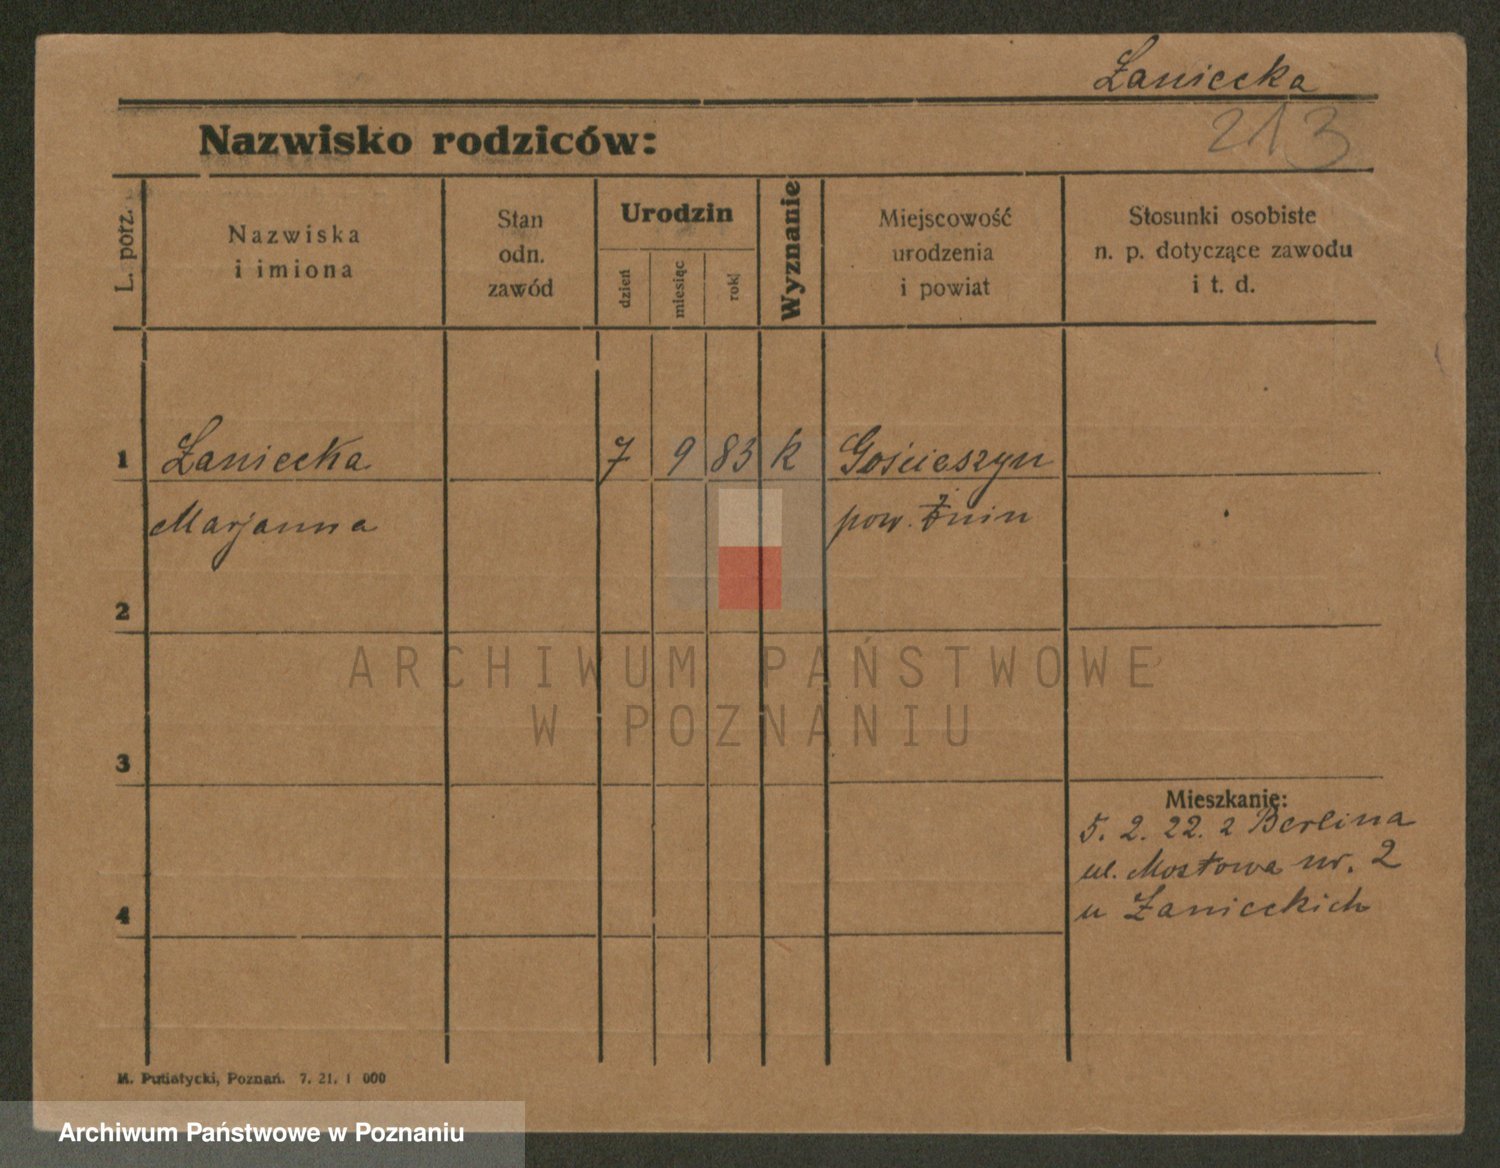 Łaniecka
213
Nazwisko rodziców:
L. porz.
Nazwiska
i imiona
Stan
odn.
zawód
Urodzin
dzień
miesiąc
rok
Wyznanie
Miejscowość
urodzenia
i powiat
Stosunki osobiste
n. p. dotyczące zawodu
i t. d.
1 Łaniecka 7 9 83 k Gościeszyn
Marjanna pow. Żnin
2
ARCHIWUM PAŃSTWOWE
W POZNANIU
3
Mieszkanie:
5. 2. 22. z Berlina
ul. Mostowa nr. 2
4
u Łanieckich
M. Putiatycki, Poznań. 7. 21. 1 000
Archiwum Państwowe w Poznaniu